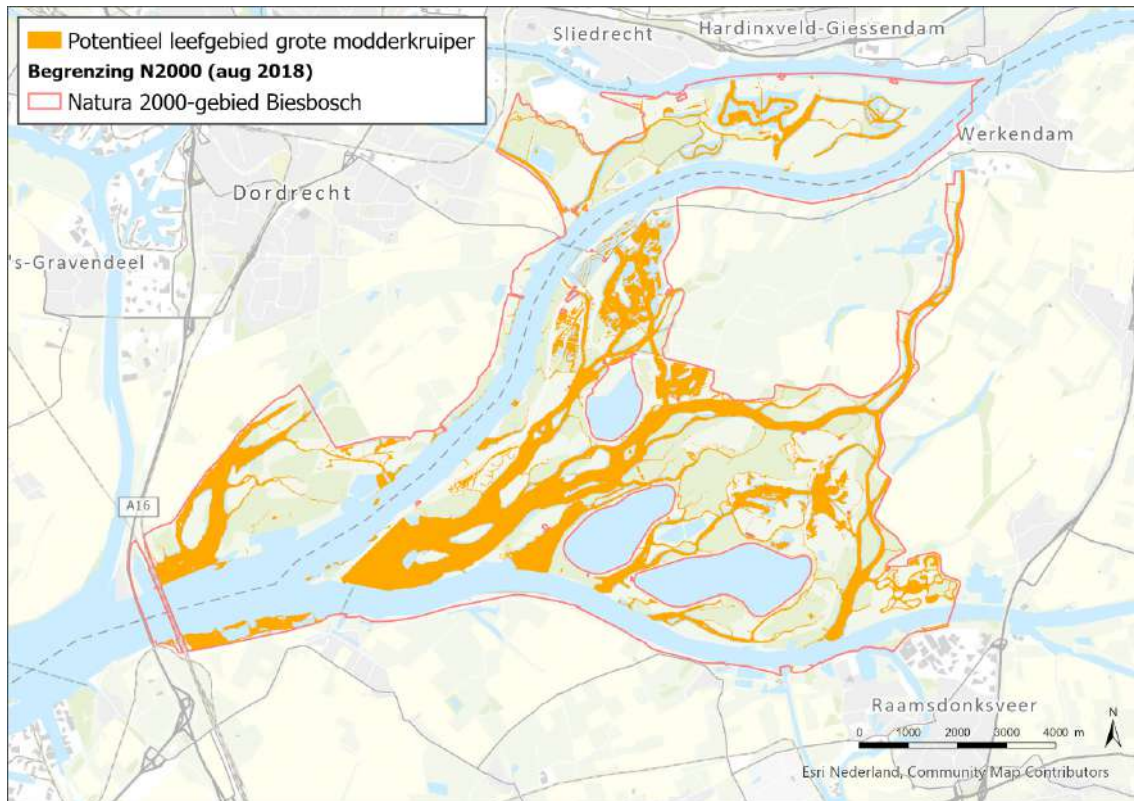 Potentieel leefgebied grote modderkruiper
Begrenzing N2000 (aug 2018)
Natura 2000-gebied Biesbosch
Sliedrecht
Hardinxveld-Giessendam
Werkendam
Dordrecht
's-Gravendeel
A16
Raamsdonksveer
N
0 1000 2000 3000 4000 m
Esri Nederland, Community Map Contributors